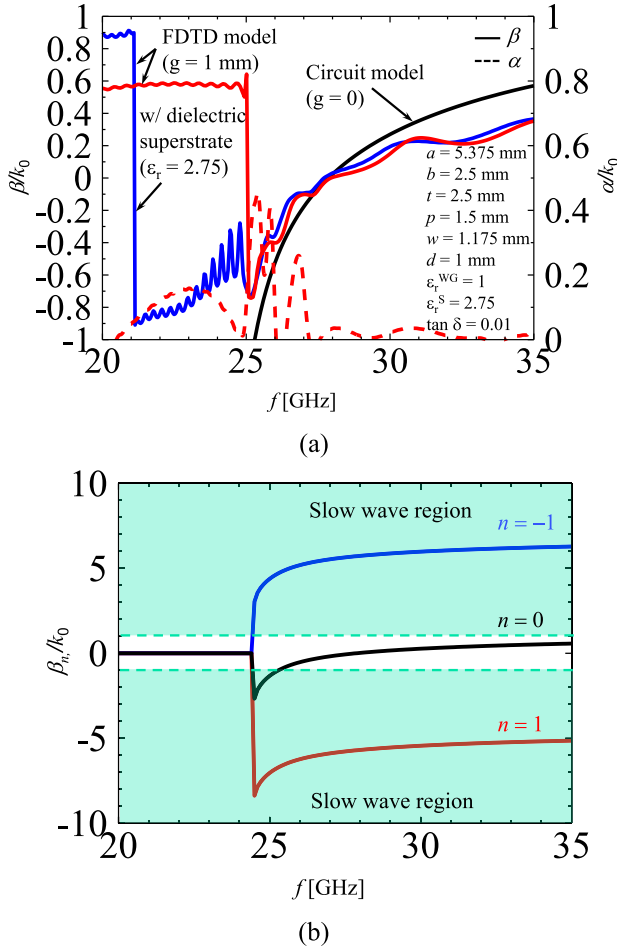 1
0.8
0.6
0.4
0.2
0
-0.2
-0.4
-0.6
-0.8
-1
β/k₀
FDTD model
(g = 1 mm)
w/ dielectric
superstrate
(εᵣ = 2.75)
Circuit model
(g = 0)
β
α
a = 5.375 mm
b = 2.5 mm
t = 2.5 mm
p = 1.5 mm
w = 1.175 mm
d = 1 mm
εᵣᵂᴳ = 1
εᵣˢ = 2.75
tan δ = 0.01
1
0.8
0.6
0.4
0.2
0
α/k₀
20 25 30 35
f [GHz]
(a)
10
5
0
-5
-10
βₙ,/k₀
Slow wave region
n = −1
n = 0
n = 1
Slow wave region
20 25 30 35
f [GHz]
(b)